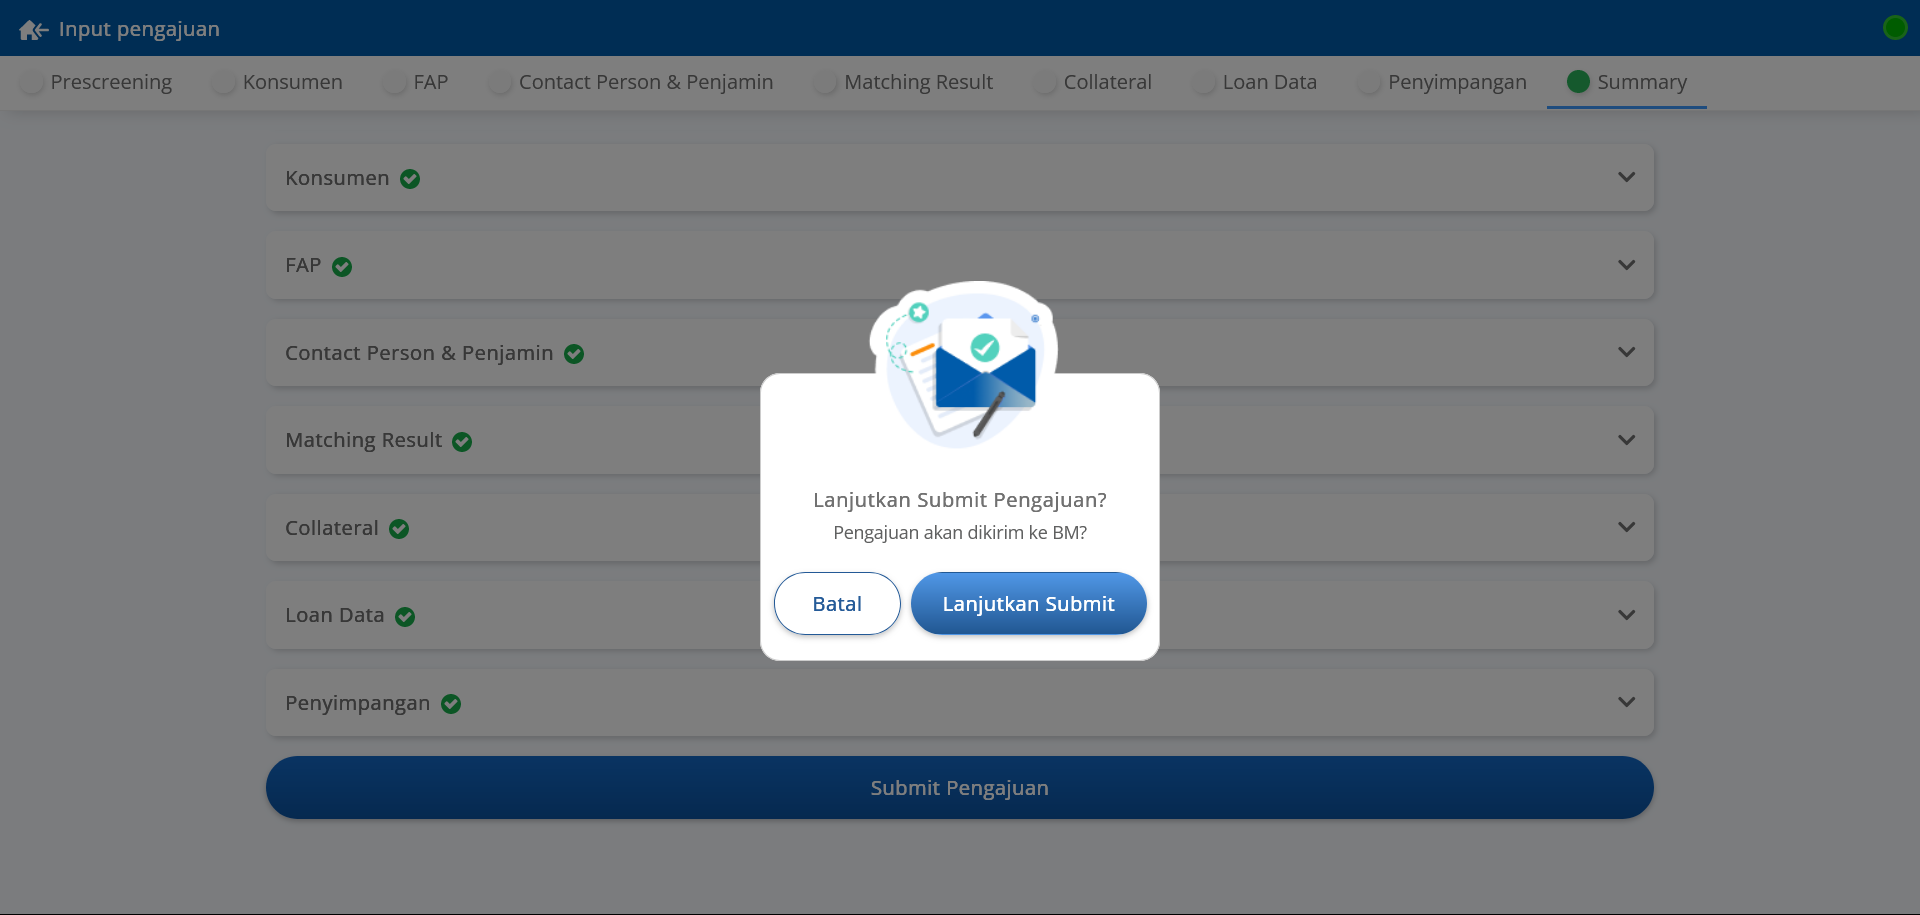 Input pengajuan
Prescreening Konsumen FAP Contact Person & Penjamin Matching Result Collateral Loan Data Penyimpangan Summary
Konsumen
FAP
Contact Person & Penjamin
Matching Result
Collateral
Loan Data
Penyimpangan
Submit Pengajuan
Lanjutkan Submit Pengajuan?
Pengajuan akan dikirim ke BM?
Batal Lanjutkan Submit